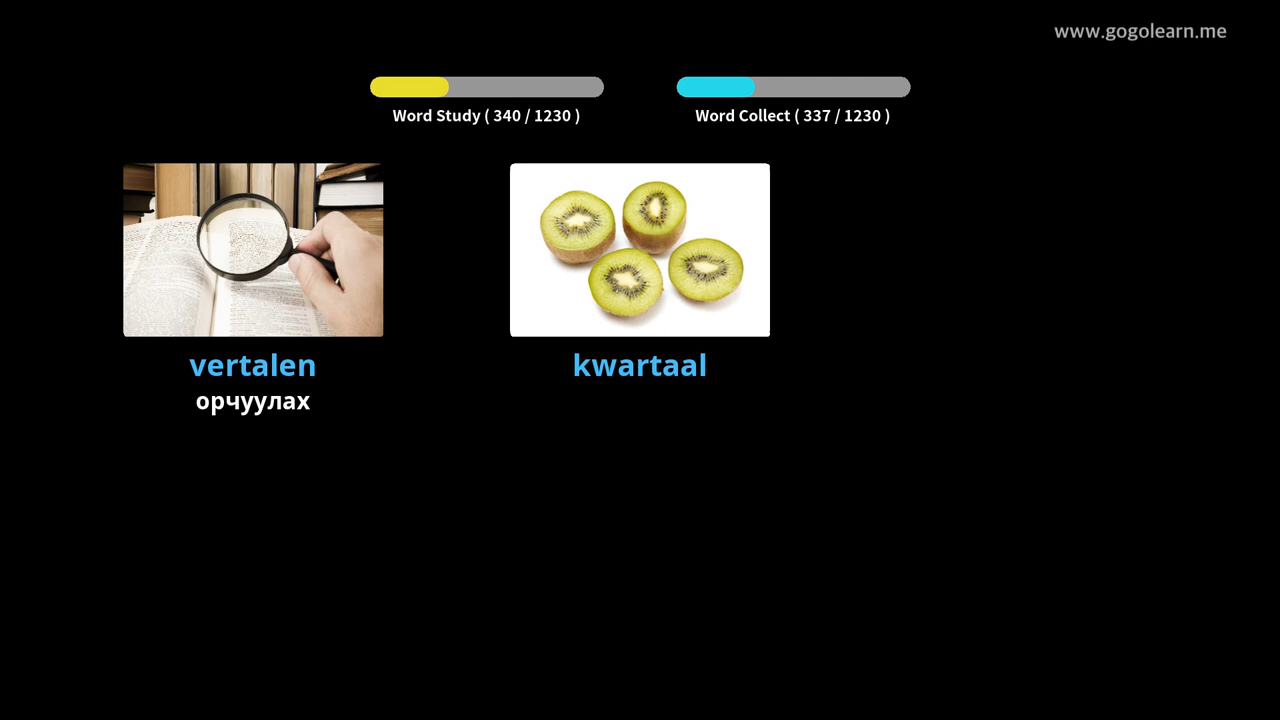 www.gogolearn.me
Word Study ( 340 / 1230 )
Word Collect ( 337 / 1230 )
vertalen
орчуулах
kwartaal